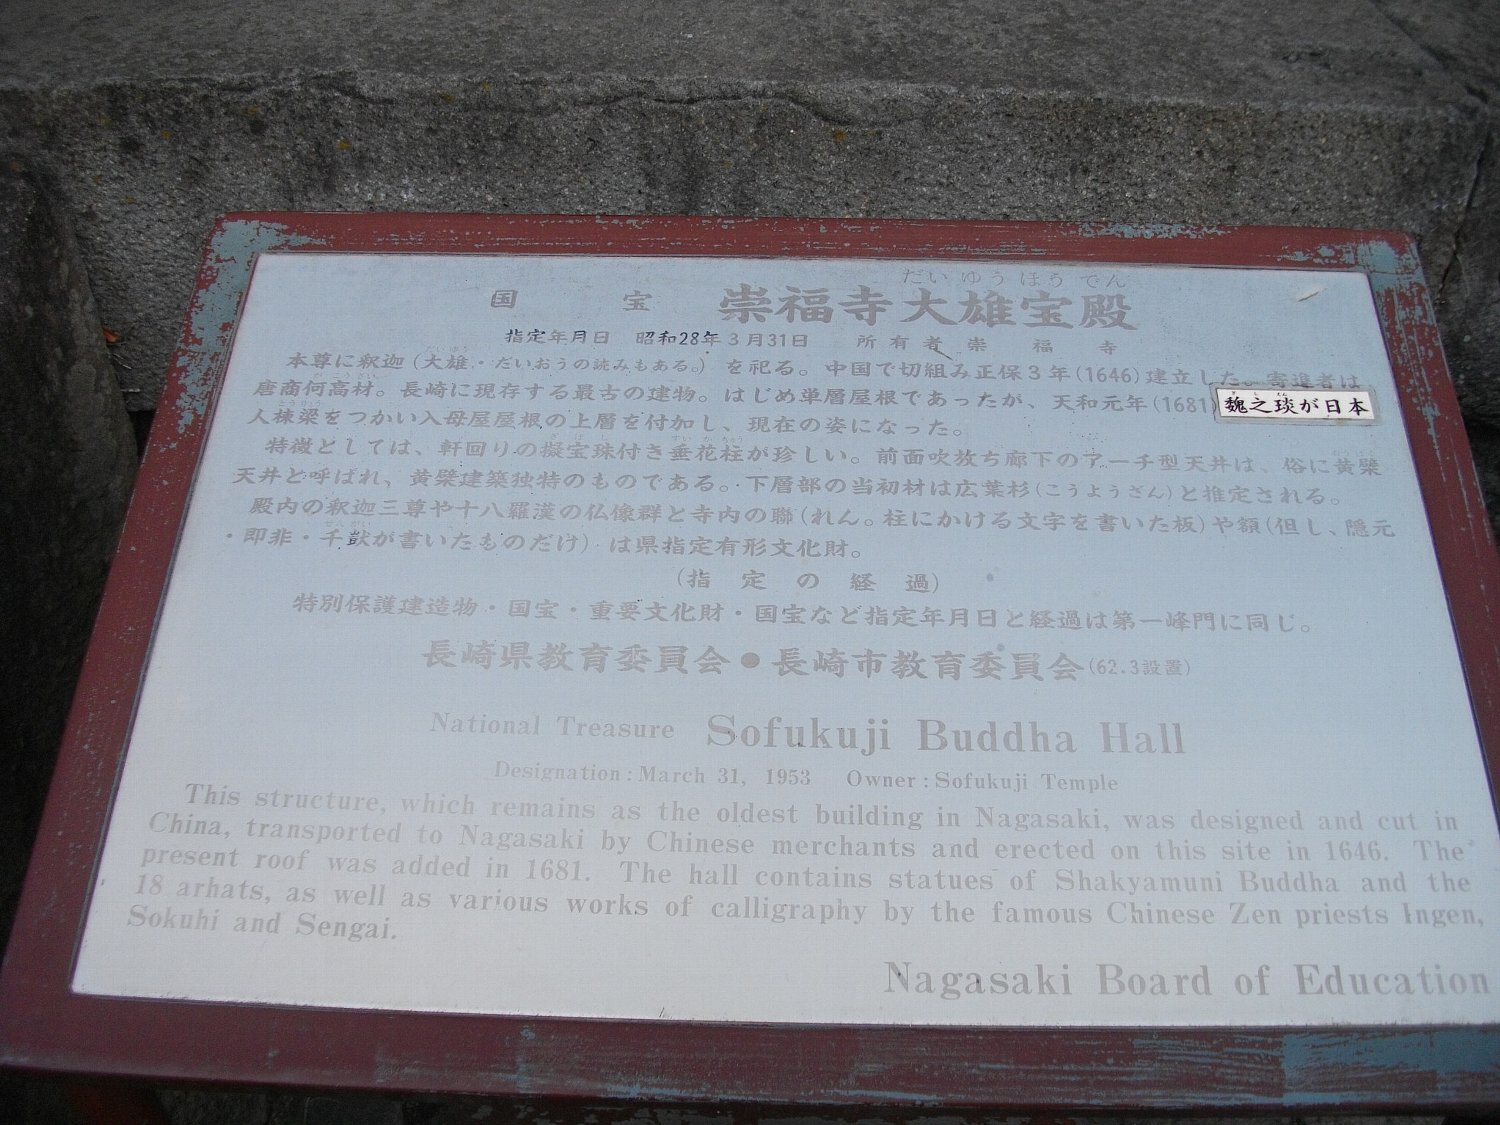 だいゆうほうでん
国宝 崇福寺大雄宝殿
指定年月日 昭和28年3月31日 所有者 崇福寺
本尊に釈迦(大雄・だいおうの読みもある。)を祀る。中国で切組み正保3年(1646)建立した。寄進者は
唐商何高材。長崎に現存する最古の建物。はじめ単層屋根であったが、天和元年(1681)魏之琰が日本
人棟梁をつかい入母屋屋根の上層を付加し、現在の姿になった。
特徴としては、軒回りの擬宝珠付き垂花柱が珍しい。前面吹放ち廊下のアーチ型天井は、俗に黄檗
天井と呼ばれ、黄檗建築独特のものである。下層部の当初材は広葉杉(こうようざん)と推定される。
殿内の釈迦三尊や十八羅漢の仏像群と寺内の聯(れん。柱にかける文字を書いた板)や額(但し、隠元
・即非・千獃が書いたものだけ)は県指定有形文化財。
(指定の経過)
特別保護建造物・国宝・重要文化財・国宝など指定年月日と経過は第一峰門に同じ。
長崎県教育委員会●長崎市教育委員会(62.3設置)
National Treasure Sofukuji Buddha Hall
Designation : March 31, 1953 Owner : Sofukuji Temple
This structure, which remains as the oldest building in Nagasaki, was designed and cut in
China, transported to Nagasaki by Chinese merchants and erected on this site in 1646. The
present roof was added in 1681. The hall contains statues of Shakyamuni Buddha and the
18 arhats, as well as various works of calligraphy by the famous Chinese Zen priests Ingen,
Sokuhi and Sengai.
Nagasaki Board of Education